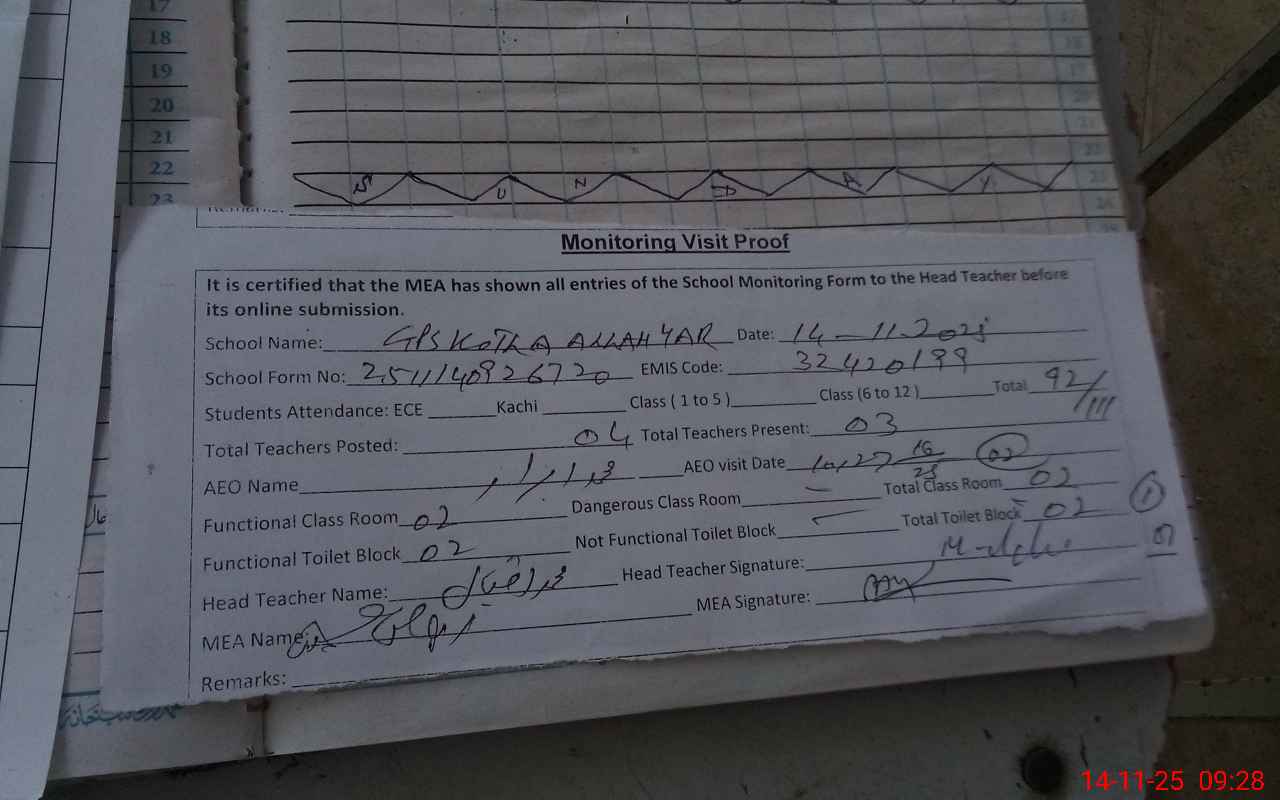 17
18
19
20
21
22
23
S U N D A Y
Monitoring Visit Proof
It is certified that the MEA has shown all entries of the School Monitoring Form to the Head Teacher before
its online submission.
School Name: GPS KOTLA ALLAH YAR Date: 14-11-2025
School Form No: 2511140926720 EMIS Code: 32420199
Students Attendance: ECE Kachi Class ( 1 to 5 ) Class (6 to 12 ) Total 92/111
Total Teachers Posted: 04 Total Teachers Present: 03
AEO Name AEO visit Date 02
Functional Class Room 02 Dangerous Class Room Total Class Room 02
Functional Toilet Block 02 Not Functional Toilet Block Total Toilet Block 02
Head Teacher Name: Head Teacher Signature:
MEA Name: MEA Signature:
Remarks:
14-11-25 09:28